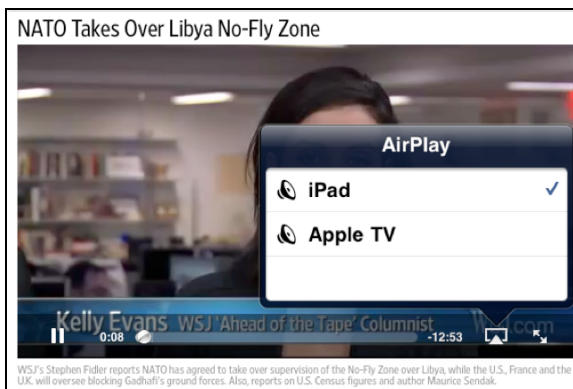 NATO Takes Over Libya No-Fly Zone
AirPlay
iPad
Apple TV
Kelly Evans WSJ 'Ahead of the Tape' Columnist
0:08
-12:53
WSJ's Stephen Fidler reports NATO has agreed to take over supervision of the No-Fly Zone over Libya, while the U.S., France and the
U.K. will oversee blocking Gadhafi's ground forces. Also, reports on U.S. Census figures and author Maurice Sendak.